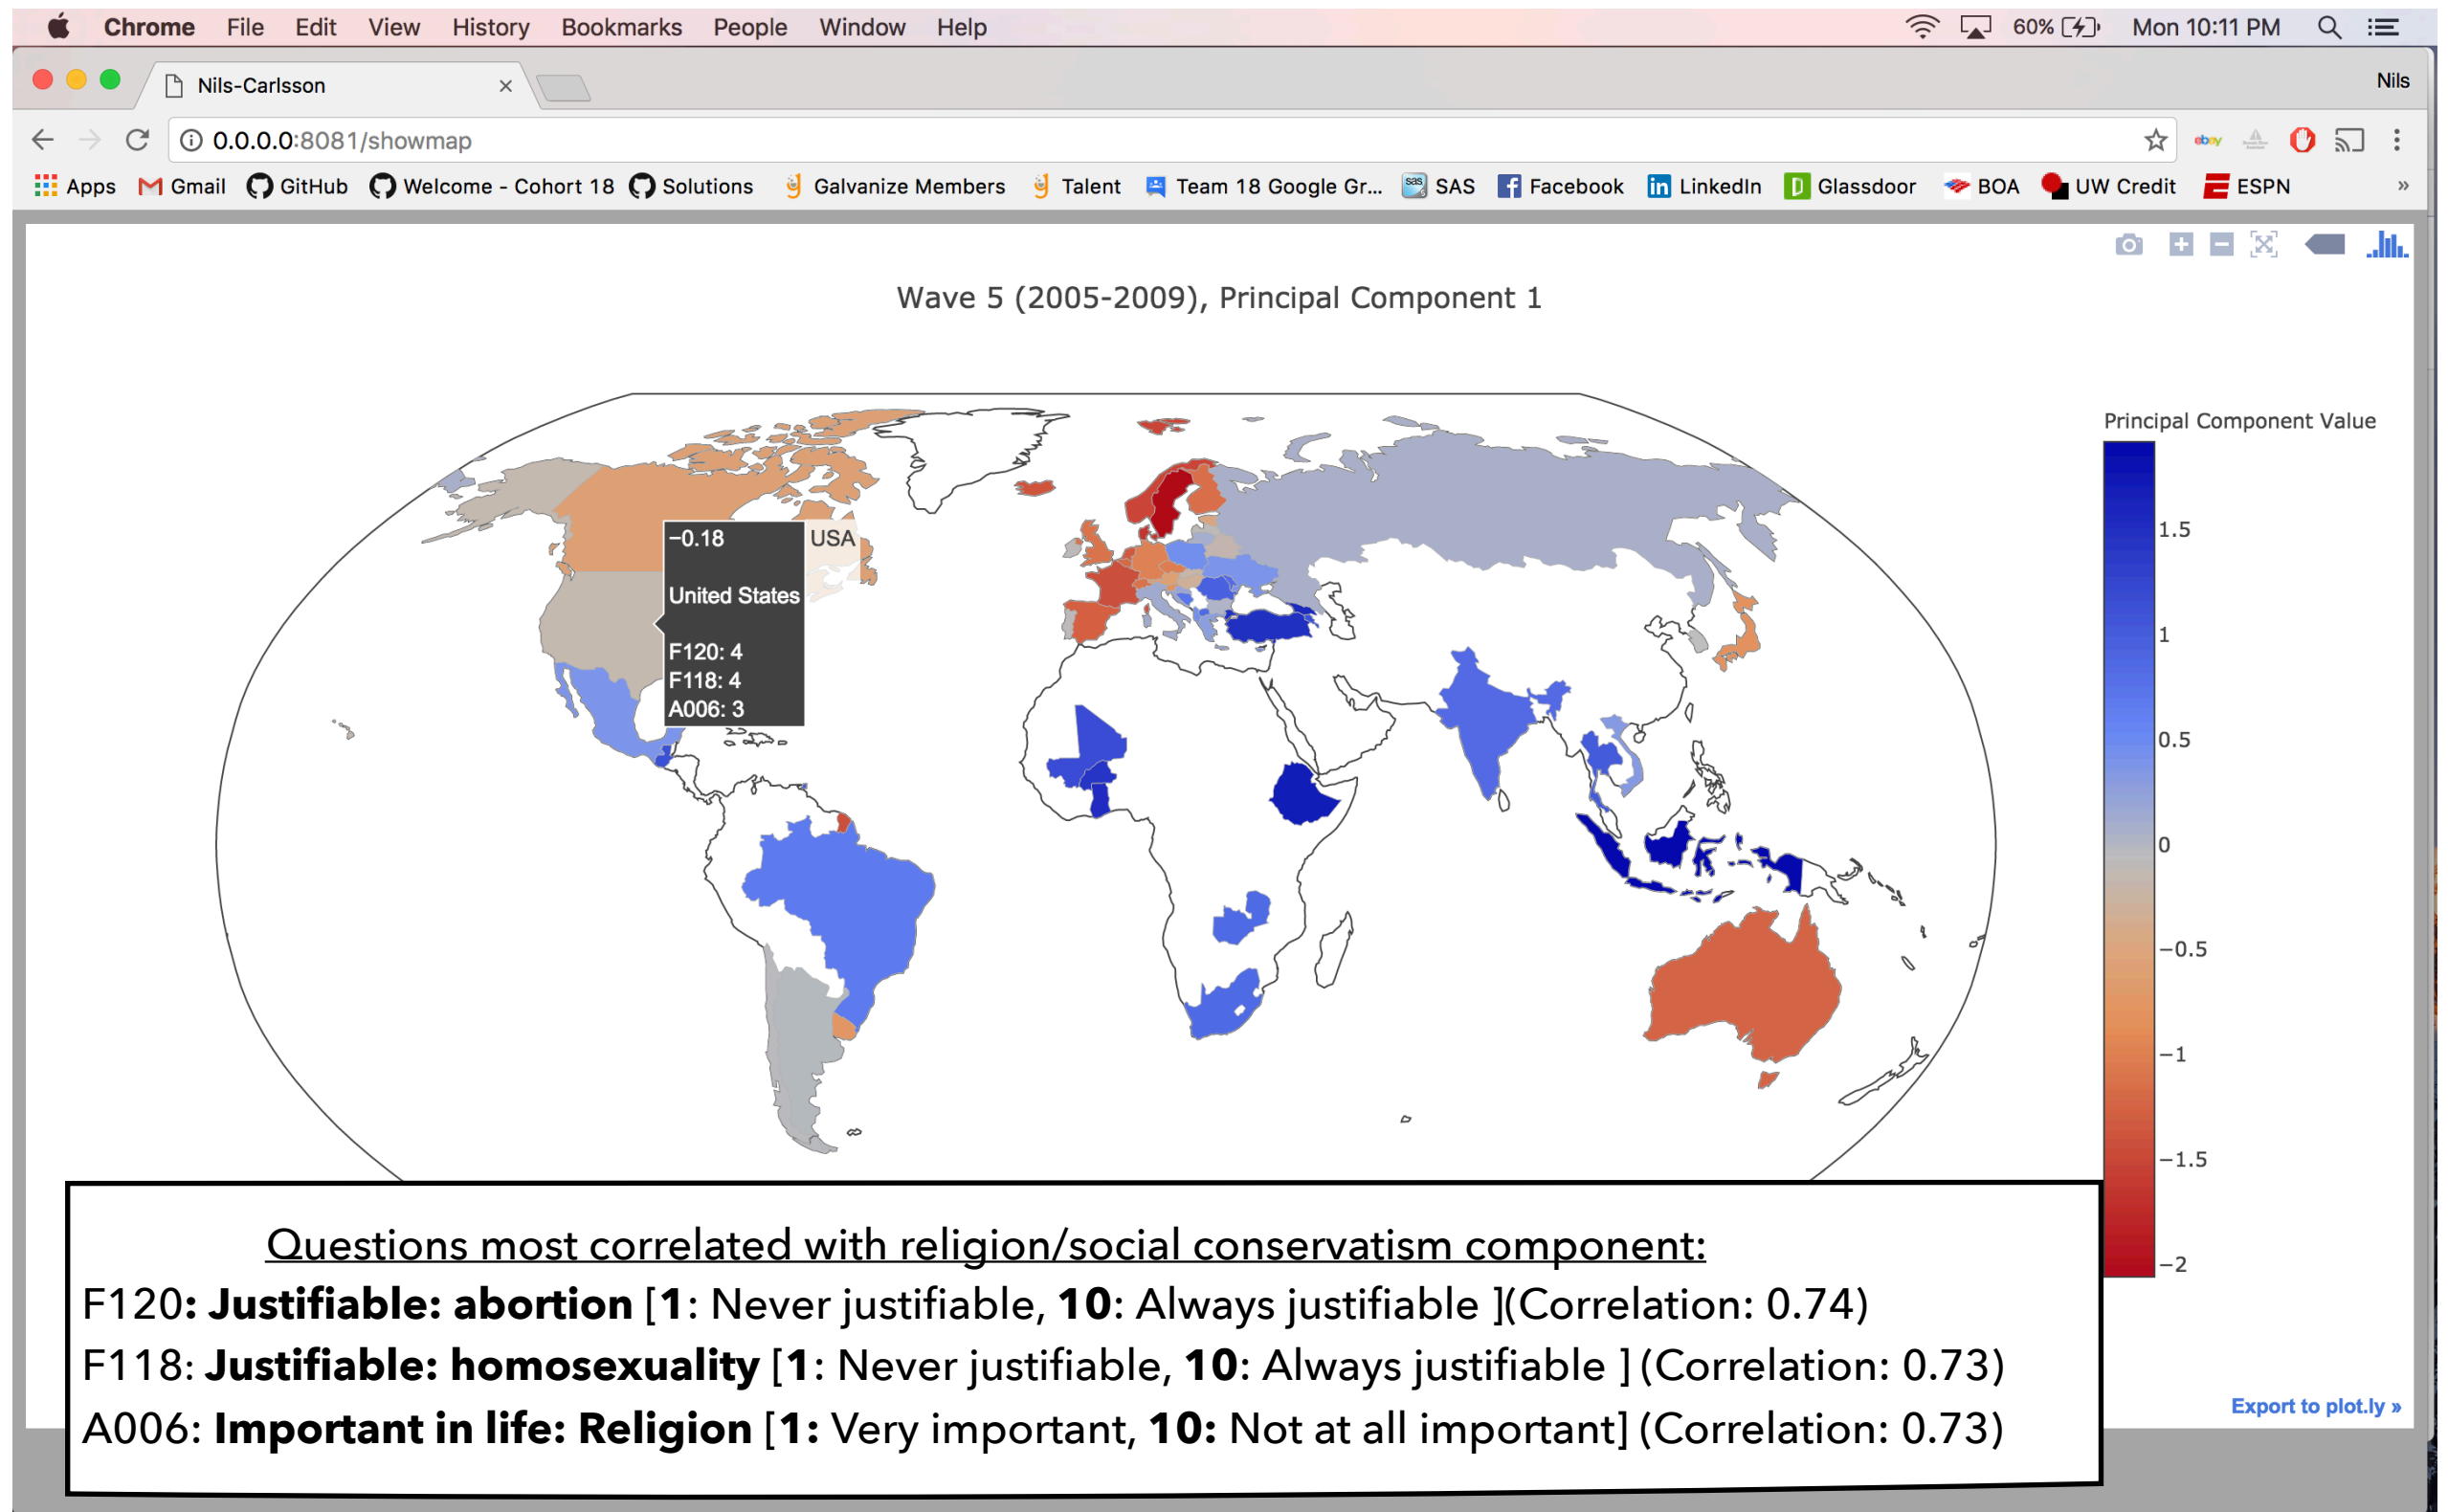 Chrome File Edit View History Bookmarks People Window Help 60% Mon 10:11 PM
Nils-Carlsson Nils
0.0.0.0:8081/showmap ebay
Apps Gmail GitHub Welcome - Cohort 18 Solutions Galvanize Members Talent Team 18 Google Gr... sas SAS Facebook LinkedIn Glassdoor BOA UW Credit ESPN »
Wave 5 (2005-2009), Principal Component 1
Principal Component Value
1.5
1
0.5
0
−0.5
−1
−1.5
−2
−0.18 USA
United States
F120: 4
F118: 4
A006: 3
Questions most correlated with religion/social conservatism component:
F120: Justifiable: abortion [1: Never justifiable, 10: Always justifiable ](Correlation: 0.74)
F118: Justifiable: homosexuality [1: Never justifiable, 10: Always justifiable ] (Correlation: 0.73)
A006: Important in life: Religion [1: Very important, 10: Not at all important] (Correlation: 0.73)
Export to plot.ly »